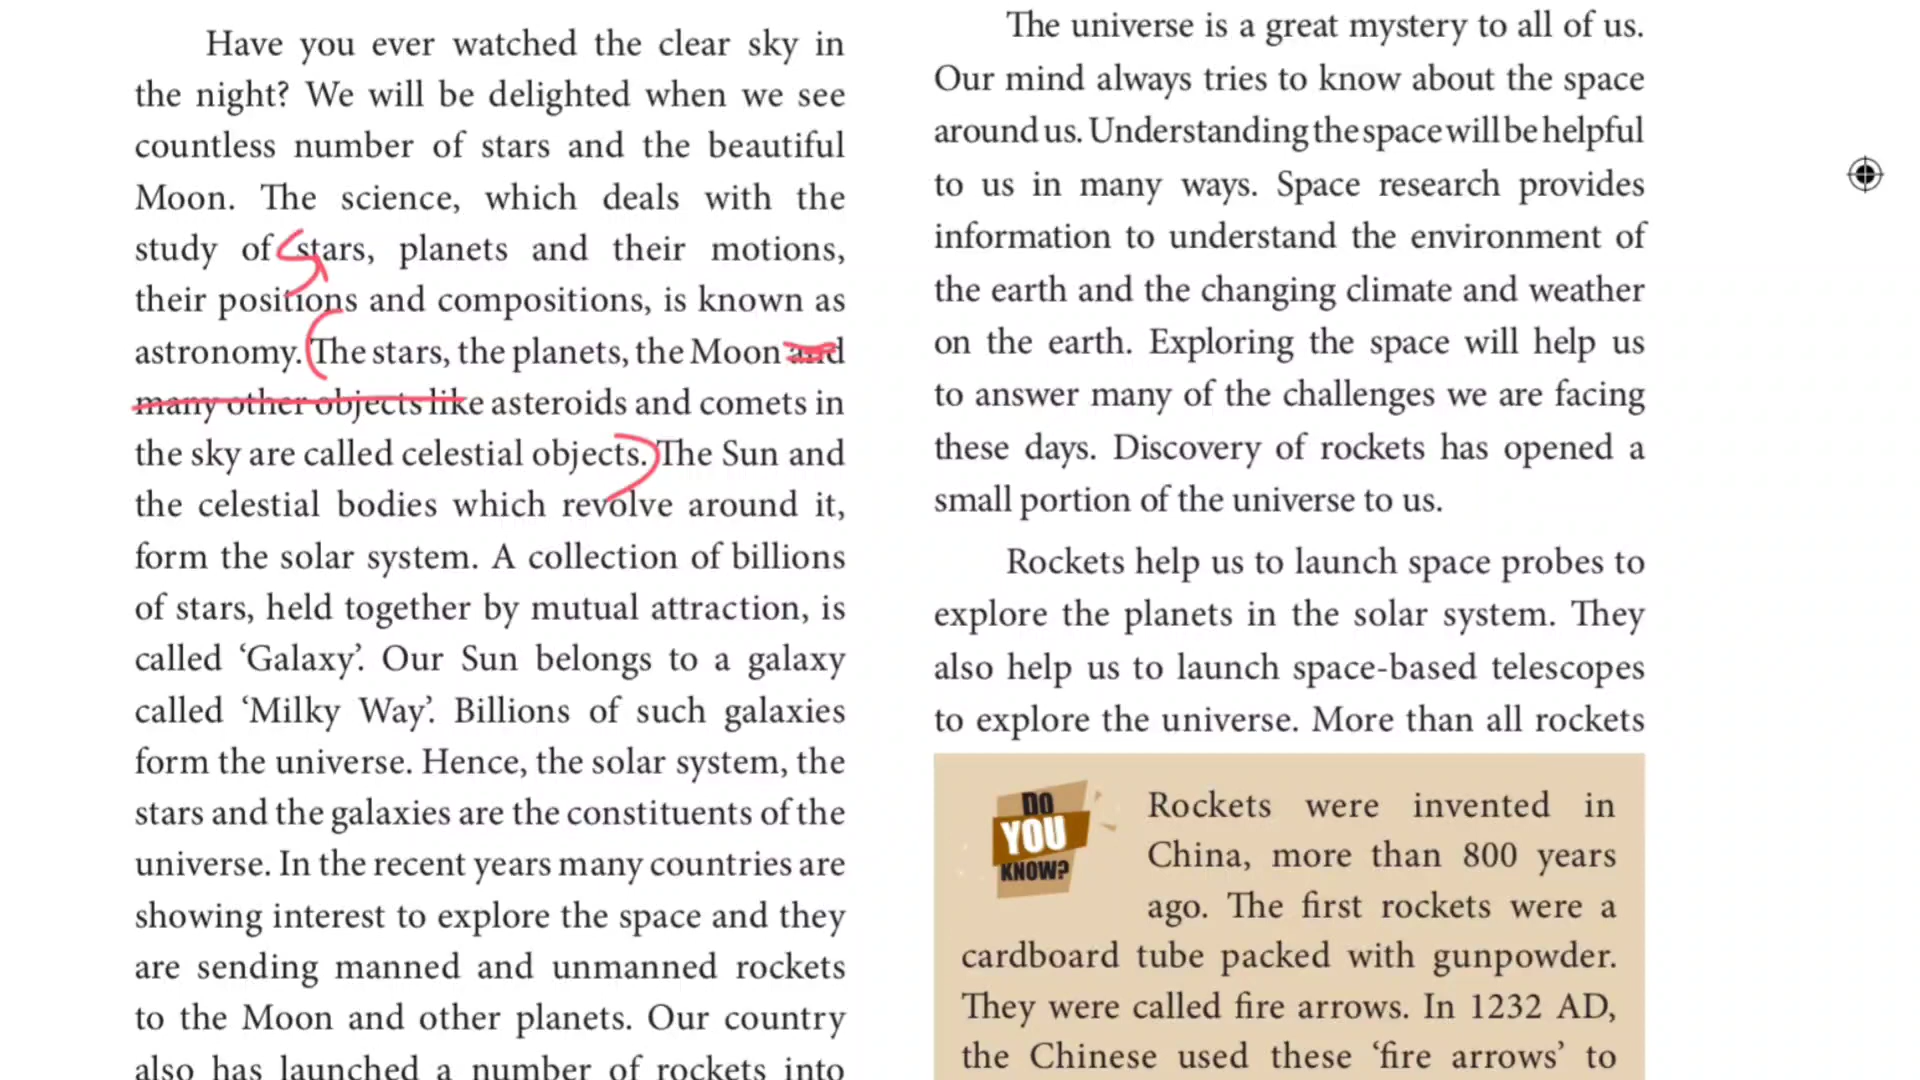 Have you ever watched the clear sky in
the night? We will be delighted when we see
countless number of stars and the beautiful
Moon. The science, which deals with the
study of stars, planets and their motions,
their positions and compositions, is known as
astronomy. The stars, the planets, the Moon and
many other objects like asteroids and comets in
the sky are called celestial objects. The Sun and
the celestial bodies which revolve around it,
form the solar system. A collection of billions
of stars, held together by mutual attraction, is
called ‘Galaxy’. Our Sun belongs to a galaxy
called ‘Milky Way’. Billions of such galaxies
form the universe. Hence, the solar system, the
stars and the galaxies are the constituents of the
universe. In the recent years many countries are
showing interest to explore the space and they
are sending manned and unmanned rockets
to the Moon and other planets. Our country
also has launched a number of rockets into
The universe is a great mystery to all of us.
Our mind always tries to know about the space
around us. Understanding the space will be helpful
to us in many ways. Space research provides
information to understand the environment of
the earth and the changing climate and weather
on the earth. Exploring the space will help us
to answer many of the challenges we are facing
these days. Discovery of rockets has opened a
small portion of the universe to us.
Rockets help us to launch space probes to
explore the planets in the solar system. They
also help us to launch space-based telescopes
to explore the universe. More than all rockets
DO
YOU
KNOW?
Rockets were invented in
China, more than 800 years
ago. The first rockets were a
cardboard tube packed with gunpowder.
They were called fire arrows. In 1232 AD,
the Chinese used these ‘fire arrows’ to